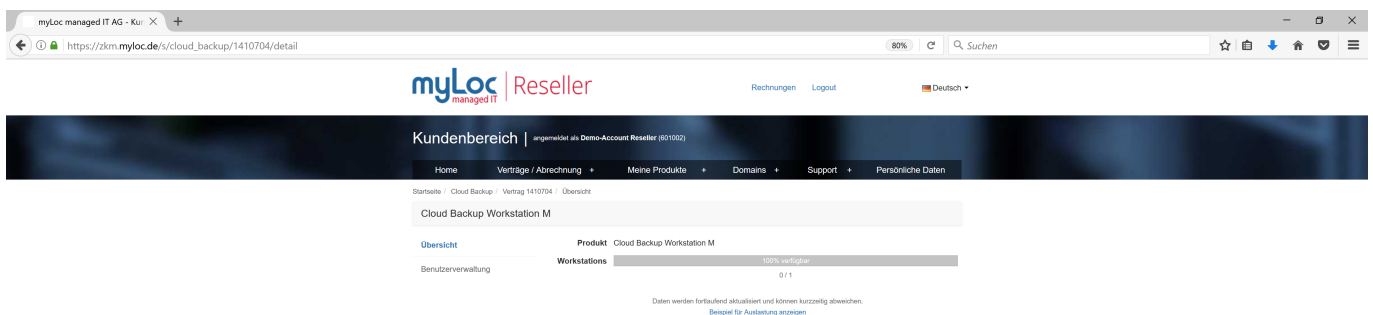 myLoc managed IT AG - Kur
https://zkm.myloc.de/s/cloud_backup/1410704/detail
80%
Suchen
myLoc managed IT | Reseller
Rechnungen Logout Deutsch
Kundenbereich | angemeldet als Demo-Account Reseller (601002)
Home Verträge / Abrechnung + Meine Produkte + Domains + Support + Persönliche Daten
Startseite / Cloud Backup / Vertrag 1410704 / Übersicht
Cloud Backup Workstation M
Übersicht
Benutzerverwaltung
Produkt Cloud Backup Workstation M
Workstations 100% verfügbar
0 / 1
Daten werden fortlaufend aktualisiert und können kurzzeitig abweichen.
Beispiel für Auslastung anzeigen